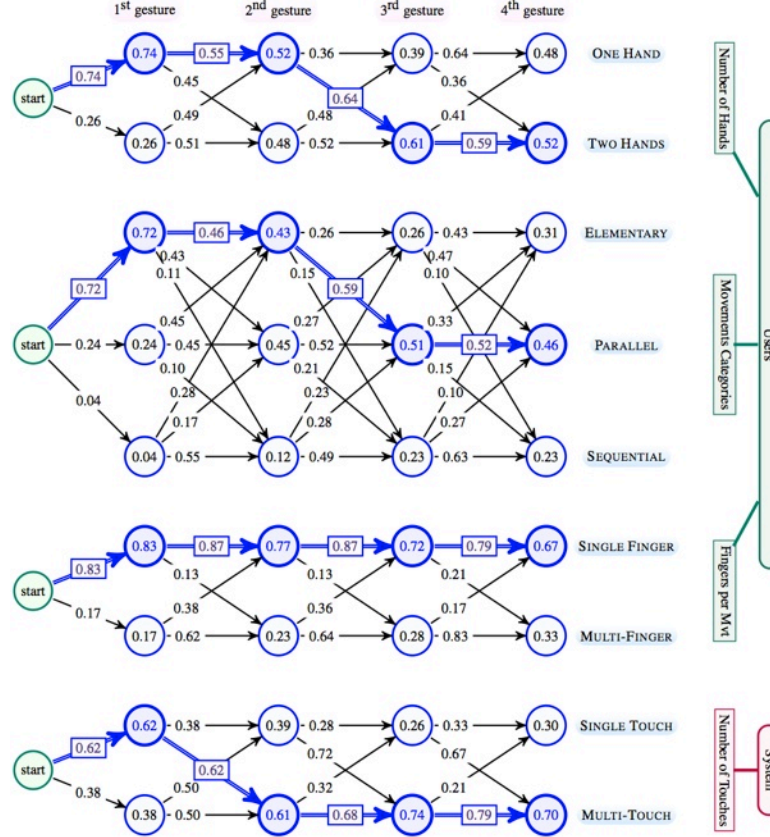 1st gesture 2nd gesture 3rd gesture 4th gesture
0.74 0.55 0.52 0.36 0.39 0.64 0.48 ONE HAND
0.74 0.45 0.36
start 0.64
0.26 0.49 0.48 0.41
0.26 0.51 0.48 0.52 0.61 0.59 0.52 TWO HANDS
Number of Hands
0.72 0.46 0.43 0.26 0.26 0.43 0.31 ELEMENTARY
0.43 0.47
0.11 0.15 0.10
0.72 0.59
0.45 0.27 0.33
start 0.24 0.24 0.45 0.45 0.52 0.51 0.52 0.46 PARALLEL
0.10 0.21 0.15
0.04 0.28 0.23 0.10
0.17 0.28 0.27
0.04 0.55 0.12 0.49 0.23 0.63 0.23 SEQUENTIAL
Movements Categories
Users
0.83 0.87 0.77 0.87 0.72 0.79 0.67 SINGLE FINGER
0.83 0.13 0.13 0.21
start
0.17 0.38 0.36 0.17
0.17 0.62 0.23 0.64 0.28 0.83 0.33 MULTI-FINGER
Fingers per Mvt
0.62 0.38 0.39 0.28 0.26 0.33 0.30 SINGLE TOUCH
0.62 0.72 0.67
start 0.62
0.38 0.50 0.32 0.21
0.38 0.50 0.61 0.68 0.74 0.79 0.70 MULTI-TOUCH
Number of Touches
System